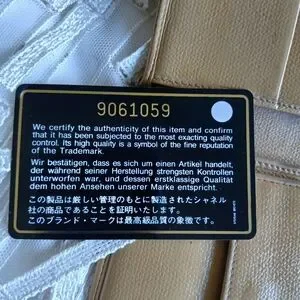 9061059
We certify the authenticity of this item and confirm
that it has been subjected to the most exacting quality
control. Its high quality is a symbol of the fine reputation
of the Trademark.
Wir bestätigen, dass es sich um einen Artikel handelt,
der während seiner Herstellung strengsten Kontrollen
unterworfen war, und dessen erstklassige Qualität
dem hohen Ansehen unserer Marke entspricht.
この製品は厳しい管理のもとに製造されたシャネル
社の商品であることを証明いたします。
このブランド・マークは最高級品質の象徴です。